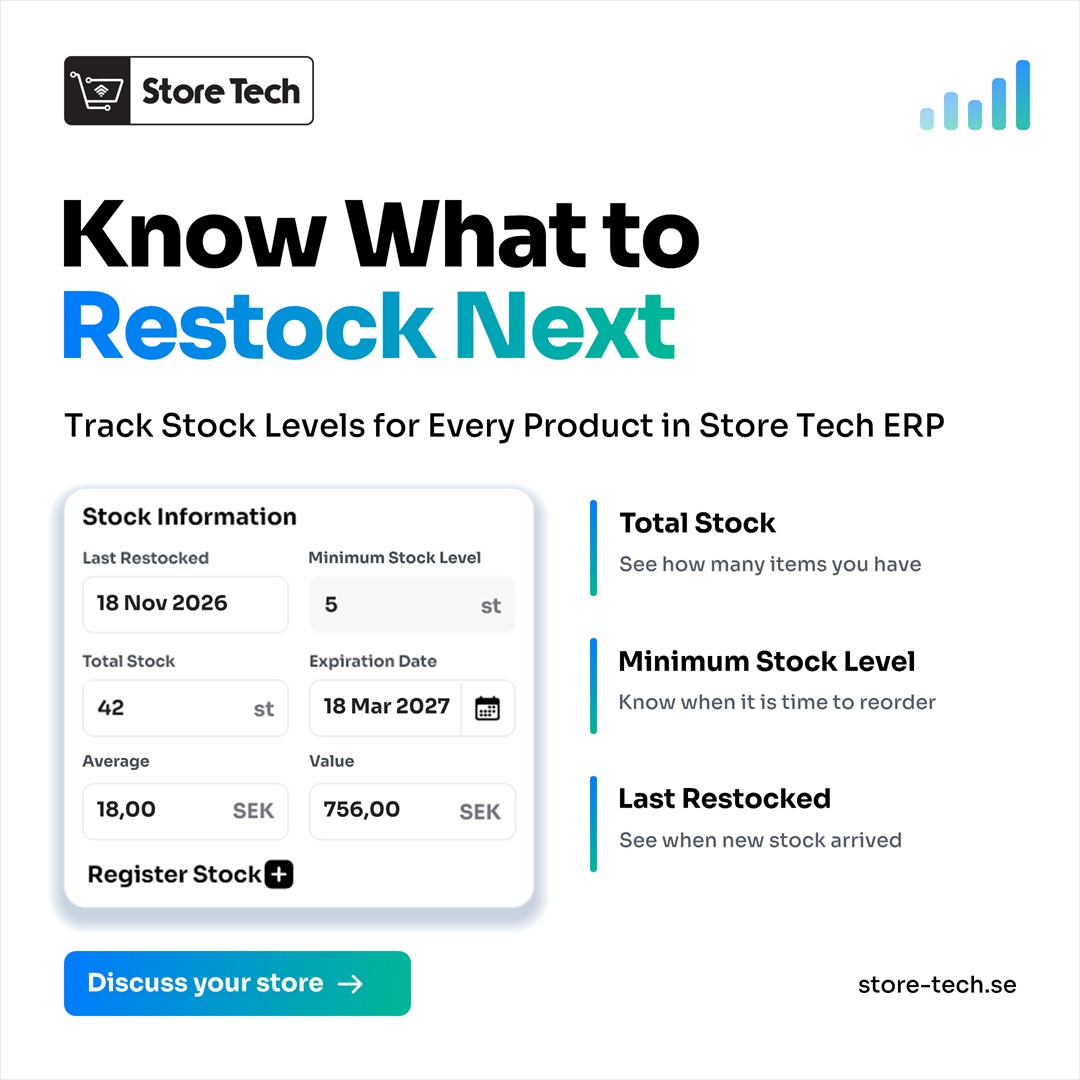 Store Tech
Know What to
Restock Next
Track Stock Levels for Every Product in Store Tech ERP
Stock Information
Last Restocked
Minimum Stock Level
18 Nov 2026
5 st
Total Stock
Expiration Date
42 st
18 Mar 2027
Average
Value
18,00 SEK
756,00 SEK
Register Stock
Total Stock
See how many items you have
Minimum Stock Level
Know when it is time to reorder
Last Restocked
See when new stock arrived
Discuss your store →
store-tech.se